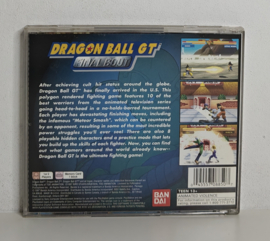 DRAGON BALL GT
FINAL BOUT
After achieving cult hit status around the globe,
Dragon Ball GT™ has finally arrived in the U.S. This
polygon rendered fighting game features 10 of the
best warriors from the animated television series
going head-to-head in a no-holds-barred tournament.
Each player has devastating finishing moves, including
the infamous "Meteor Smash", which can be countered
by an opponent, resulting in some of the most incredible
power struggles you'll ever see! There are also 8
playable hidden characters and a practice mode that lets
you build up the skills of each fighter. Now, you can find
out what gamers around the world already know--
Dragon Ball GT is the ultimate fighting game!
BAN
DAI
TEEN 13+
ANIMATED VIOLENCE